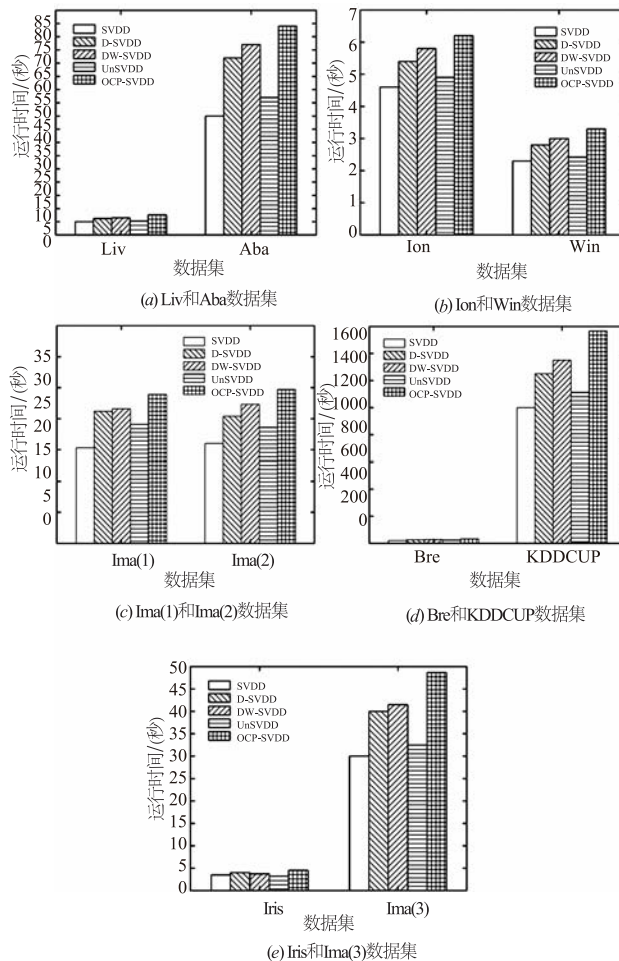 85
80
75
70
65
60
55
50
45
40
35
30
25
20
15
10
5
0
运行时间/(秒)
SVDD
D-SVDD
DW-SVDD
UnSVDD
OCP-SVDD
Liv Aba
数据集
(a) Liv和Aba数据集
7
6
5
4
3
2
1
0
运行时间/(秒)
SVDD
D-SVDD
DW-SVDD
UnSVDD
OCP-SVDD
Ion Win
数据集
(b) Ion和Win数据集
35
30
25
20
15
10
5
0
运行时间/(秒)
SVDD
D-SVDD
DW-SVDD
UnSVDD
OCP-SVDD
Ima(1) Ima(2)
数据集
(c) Ima(1)和Ima(2)数据集
1600
1400
1200
1000
800
600
400
200
0
运行时间/(秒)
SVDD
D-SVDD
DW-SVDD
UnSVDD
OCP-SVDD
Bre KDDCUP
数据集
(d) Bre和KDDCUP数据集
50
45
40
35
30
25
20
15
10
5
0
运行时间/(秒)
SVDD
D-SVDD
DW-SVDD
UnSVDD
OCP-SVDD
Iris Ima(3)
数据集
(e) Iris和Ima(3)数据集